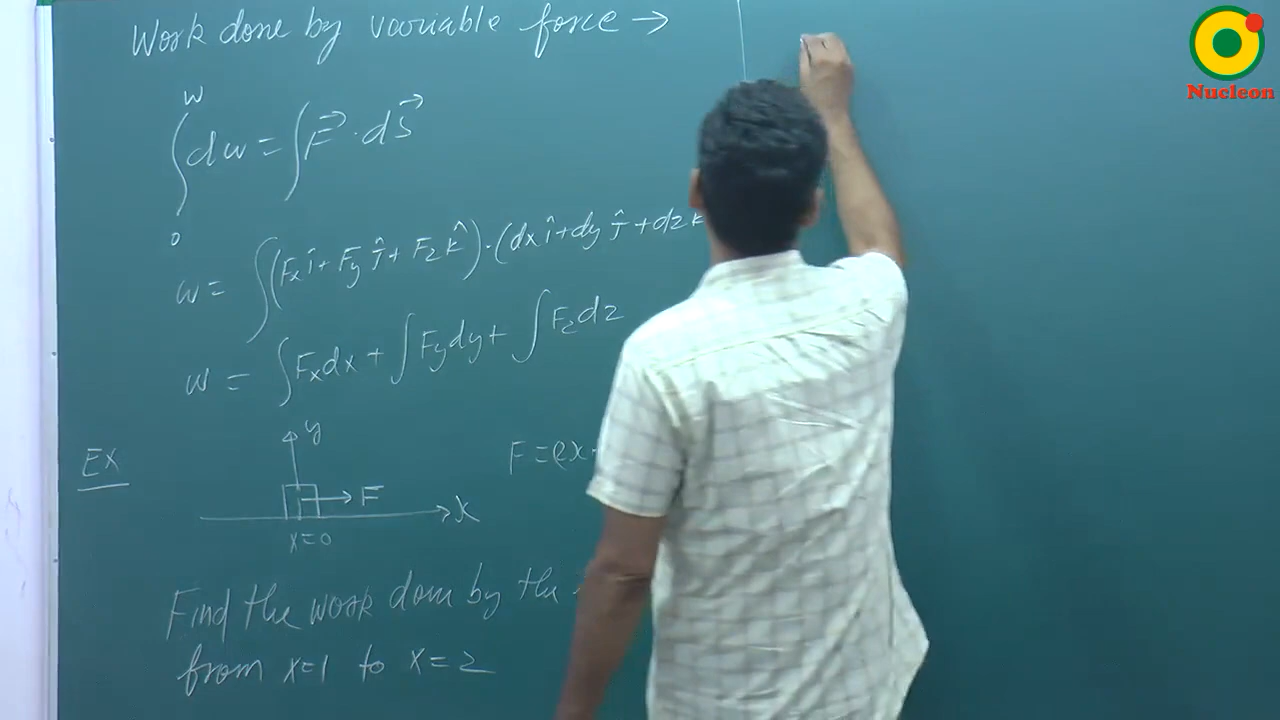 Work done by variable force →
Nucleon
W
∫dw = ∫F⃗ · ds⃗
0
w = ∫(Fx î + Fy ĵ + Fz k̂) · (dx î + dy ĵ + dz k
w = ∫Fx dx + ∫Fy dy + ∫Fz dz
Ex
y
F
x
x=0
Find the work done by the
from x=1 to x=2